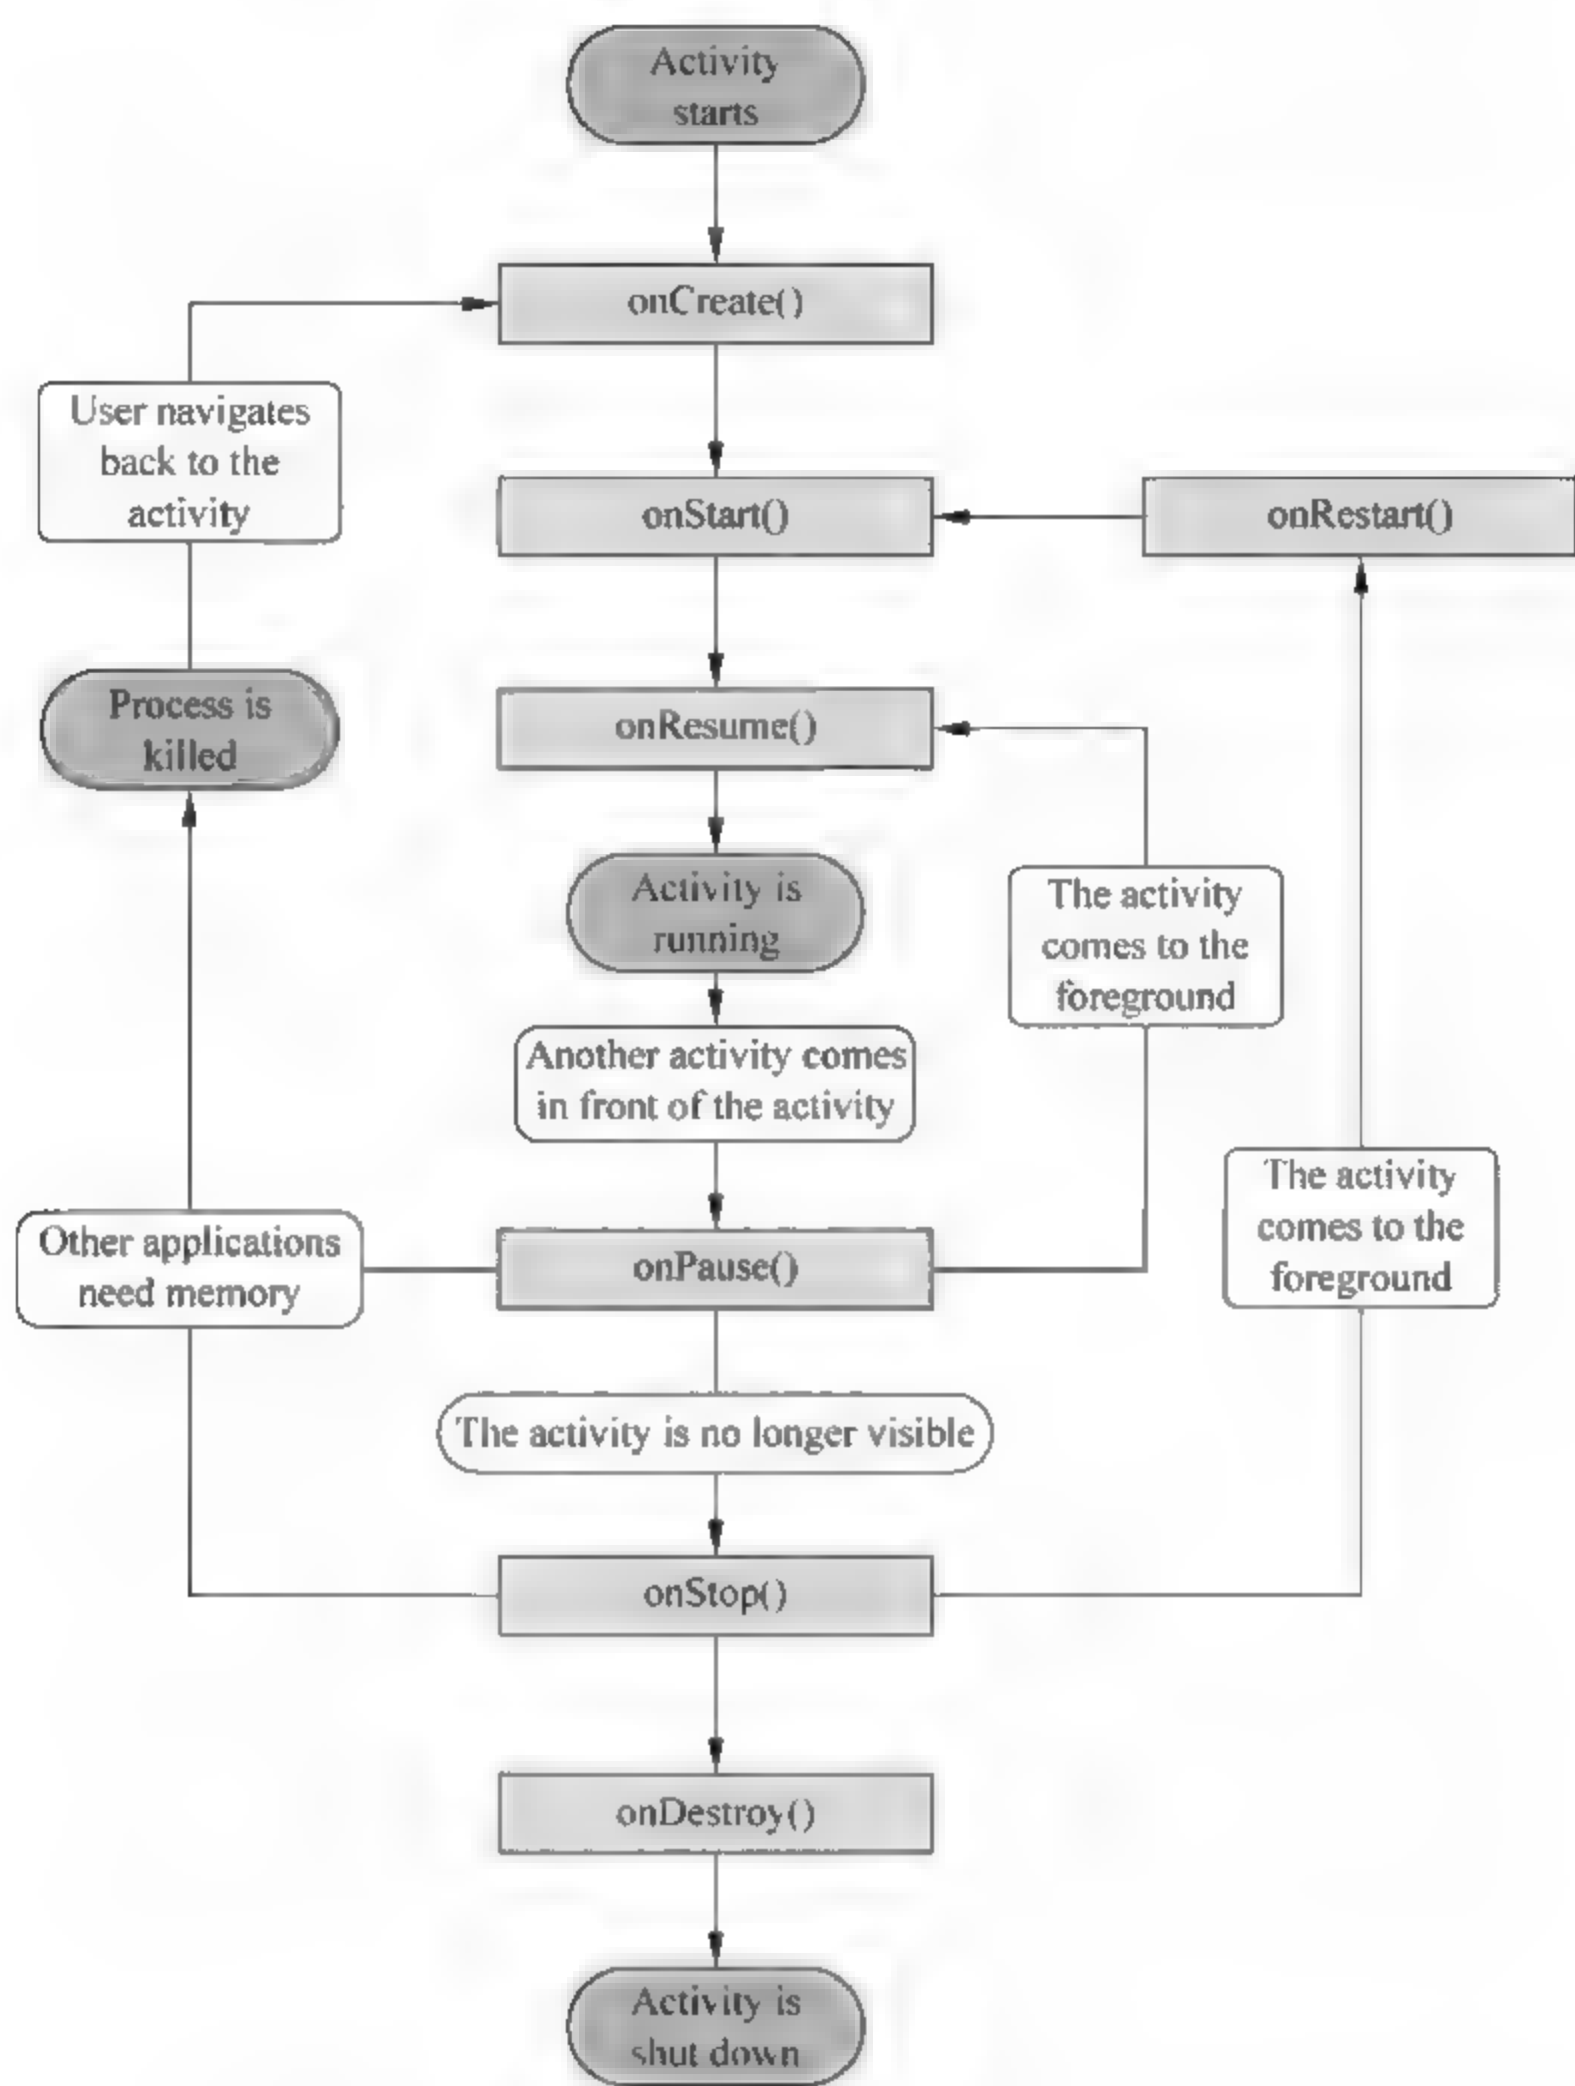 Activity
starts
onCreate()
User navigates
back to the
activity
onStart()
onRestart()
Process is
killed
onResume()
Activity is
running
The activity
comes to the
foreground
Another activity comes
in front of the activity
The activity
comes to the
foreground
Other applications
need memory
onPause()
The activity is no longer visible
onStop()
onDestroy()
Activity is
shut down